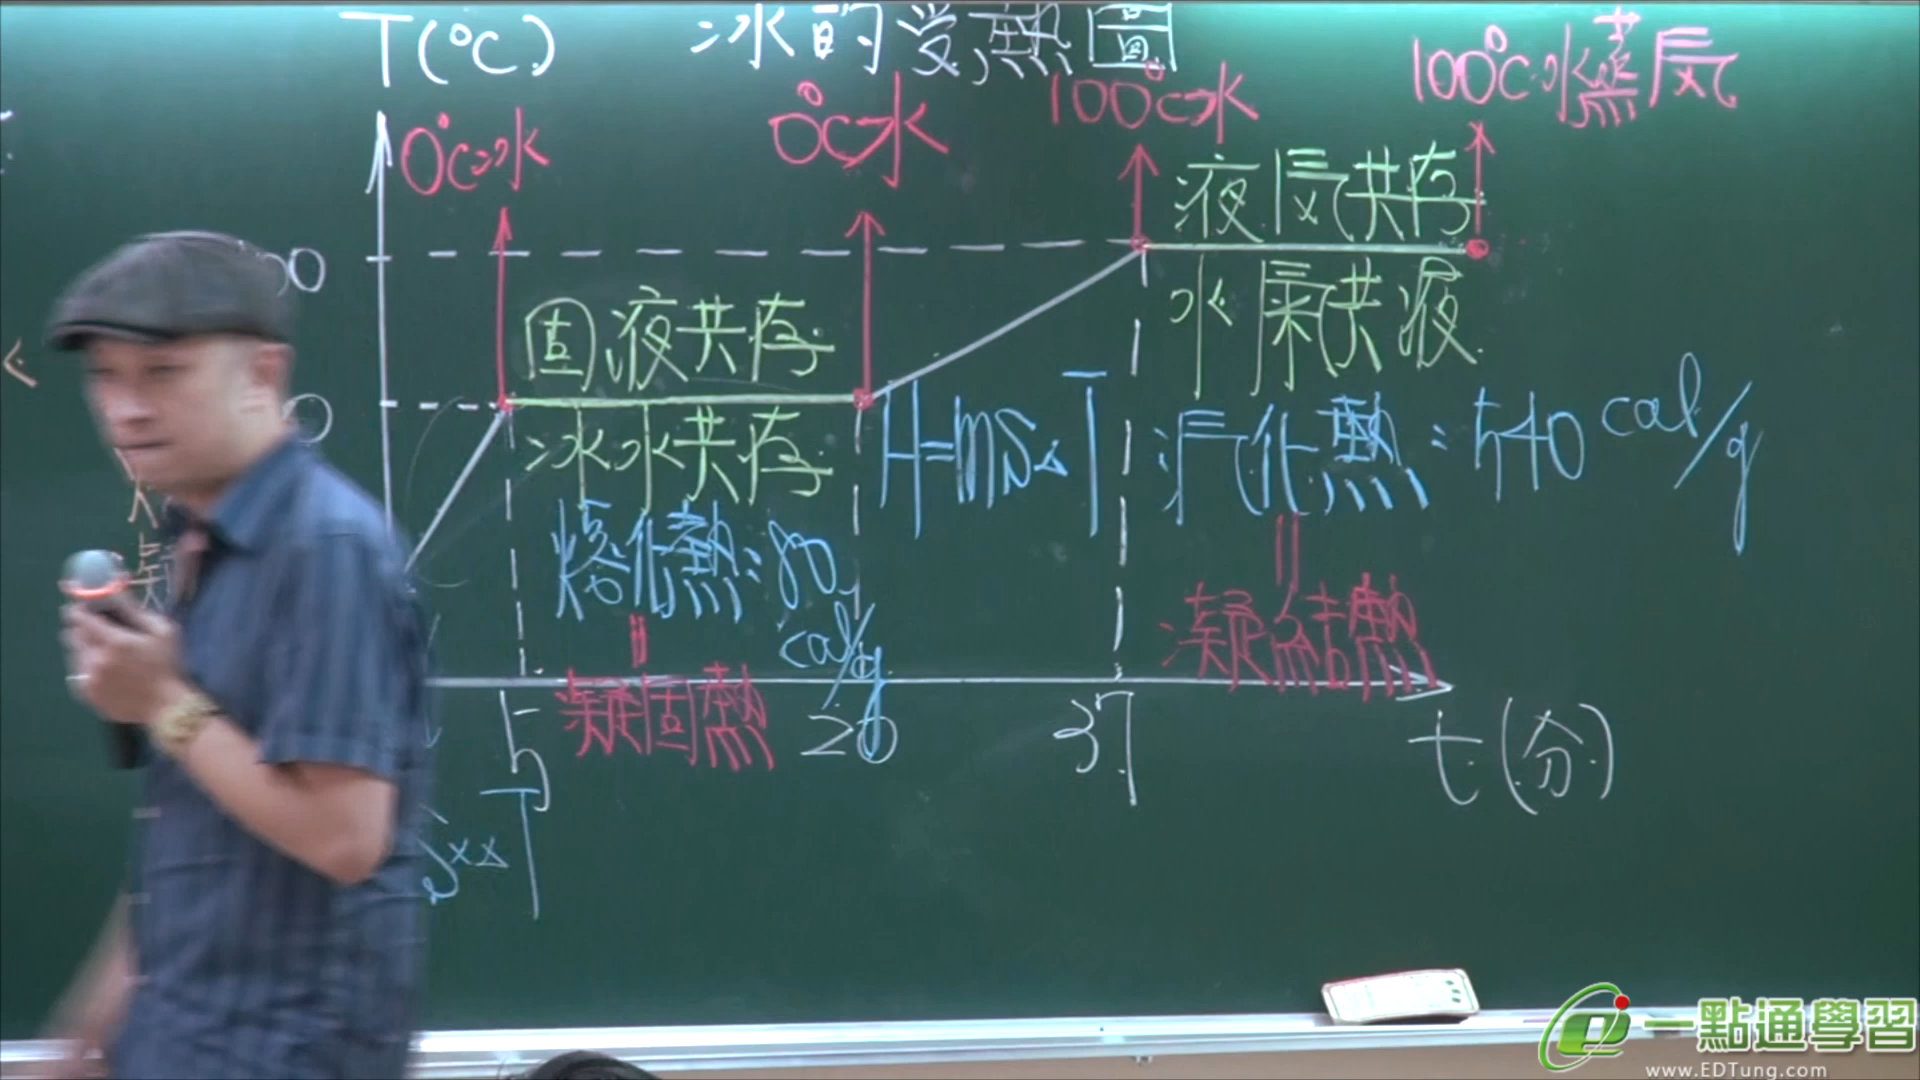 T(°C) 冰的受熱圖
0°C冰
0°C水
100°C水
100°C水蒸気
液気共存
水氣共液
固液共存
冰水共存
H=mSΔT
汽化熱:540 cal/g
熔化熱:80 cal/g
凝固熱
凝結熱
5
20
37
t(分)
一點通學習
www.EDTung.com